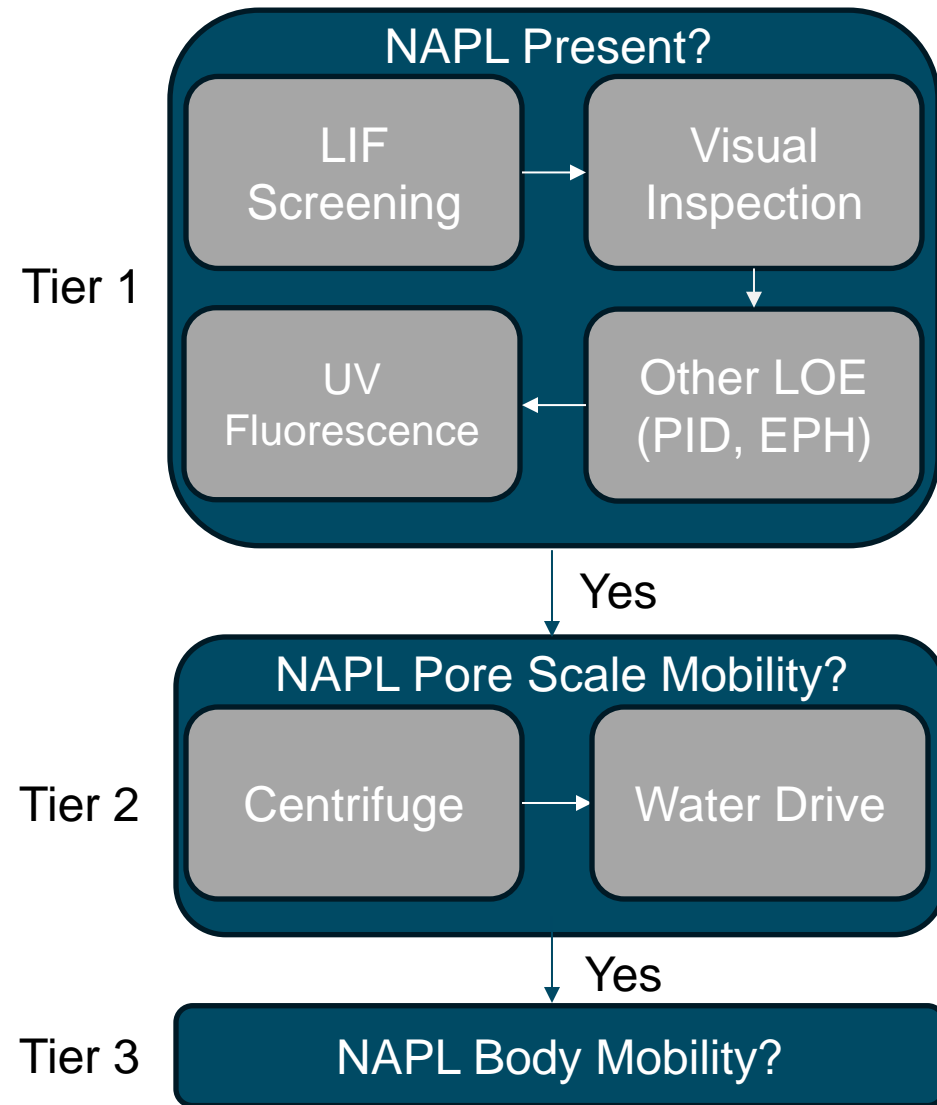 NAPL Present?
LIF
Screening
Visual
Inspection
Tier 1
UV
Fluorescence
Other LOE
(PID, EPH)
Yes
NAPL Pore Scale Mobility?
Tier 2
Centrifuge
Water Drive
Yes
Tier 3
NAPL Body Mobility?